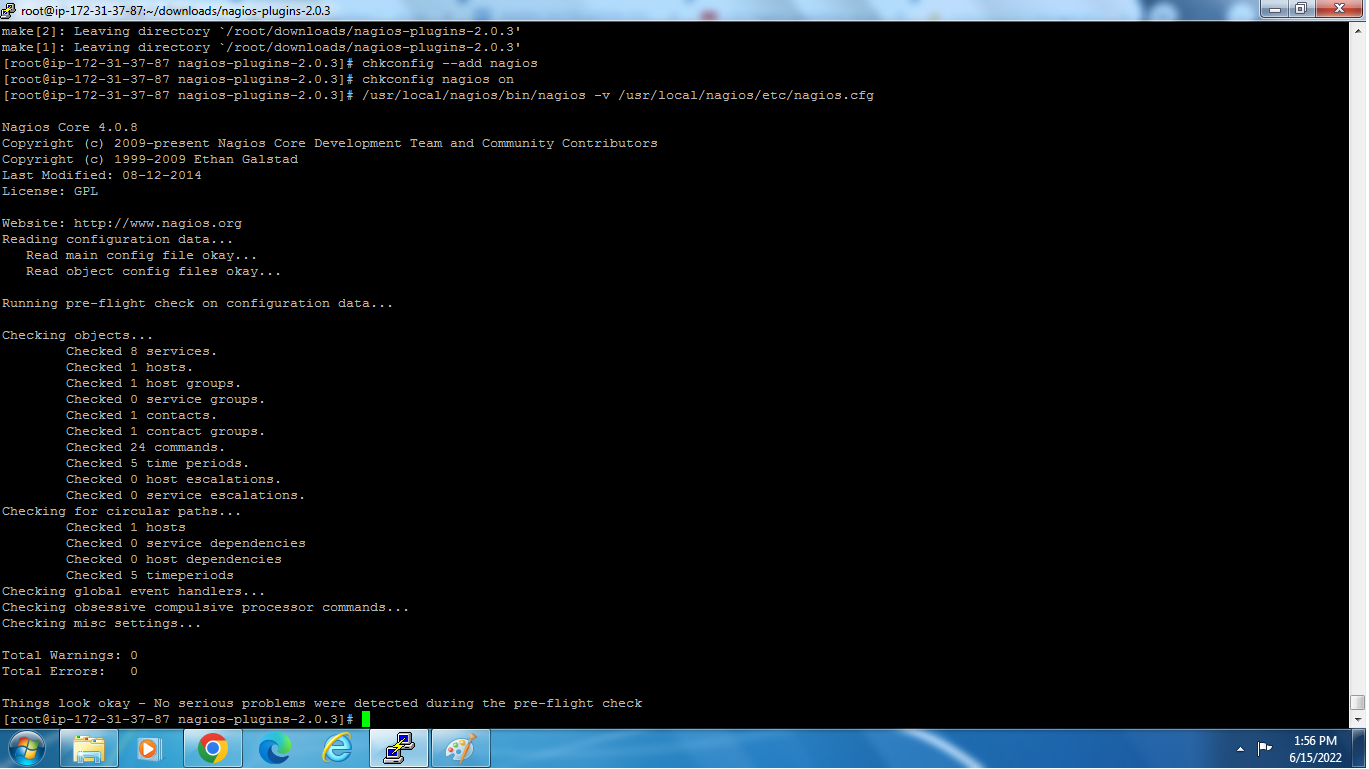 root@ip-172-31-37-87:~/downloads/nagios-plugins-2.0.3
make[2]: Leaving directory `/root/downloads/nagios-plugins-2.0.3'
make[1]: Leaving directory `/root/downloads/nagios-plugins-2.0.3'
[root@ip-172-31-37-87 nagios-plugins-2.0.3]# chkconfig --add nagios
[root@ip-172-31-37-87 nagios-plugins-2.0.3]# chkconfig nagios on
[root@ip-172-31-37-87 nagios-plugins-2.0.3]# /usr/local/nagios/bin/nagios -v /usr/local/nagios/etc/nagios.cfg
Nagios Core 4.0.8
Copyright (c) 2009-present Nagios Core Development Team and Community Contributors
Copyright (c) 1999-2009 Ethan Galstad
Last Modified: 08-12-2014
License: GPL
Website: http://www.nagios.org
Reading configuration data...
Read main config file okay...
Read object config files okay...
Running pre-flight check on configuration data...
Checking objects...
Checked 8 services.
Checked 1 hosts.
Checked 1 host groups.
Checked 0 service groups.
Checked 1 contacts.
Checked 1 contact groups.
Checked 24 commands.
Checked 5 time periods.
Checked 0 host escalations.
Checked 0 service escalations.
Checking for circular paths...
Checked 1 hosts
Checked 0 service dependencies
Checked 0 host dependencies
Checked 5 timeperiods
Checking global event handlers...
Checking obsessive compulsive processor commands...
Checking misc settings...
Total Warnings: 0
Total Errors:   0
Things look okay - No serious problems were detected during the pre-flight check
[root@ip-172-31-37-87 nagios-plugins-2.0.3]#
1:56 PM
6/15/2022